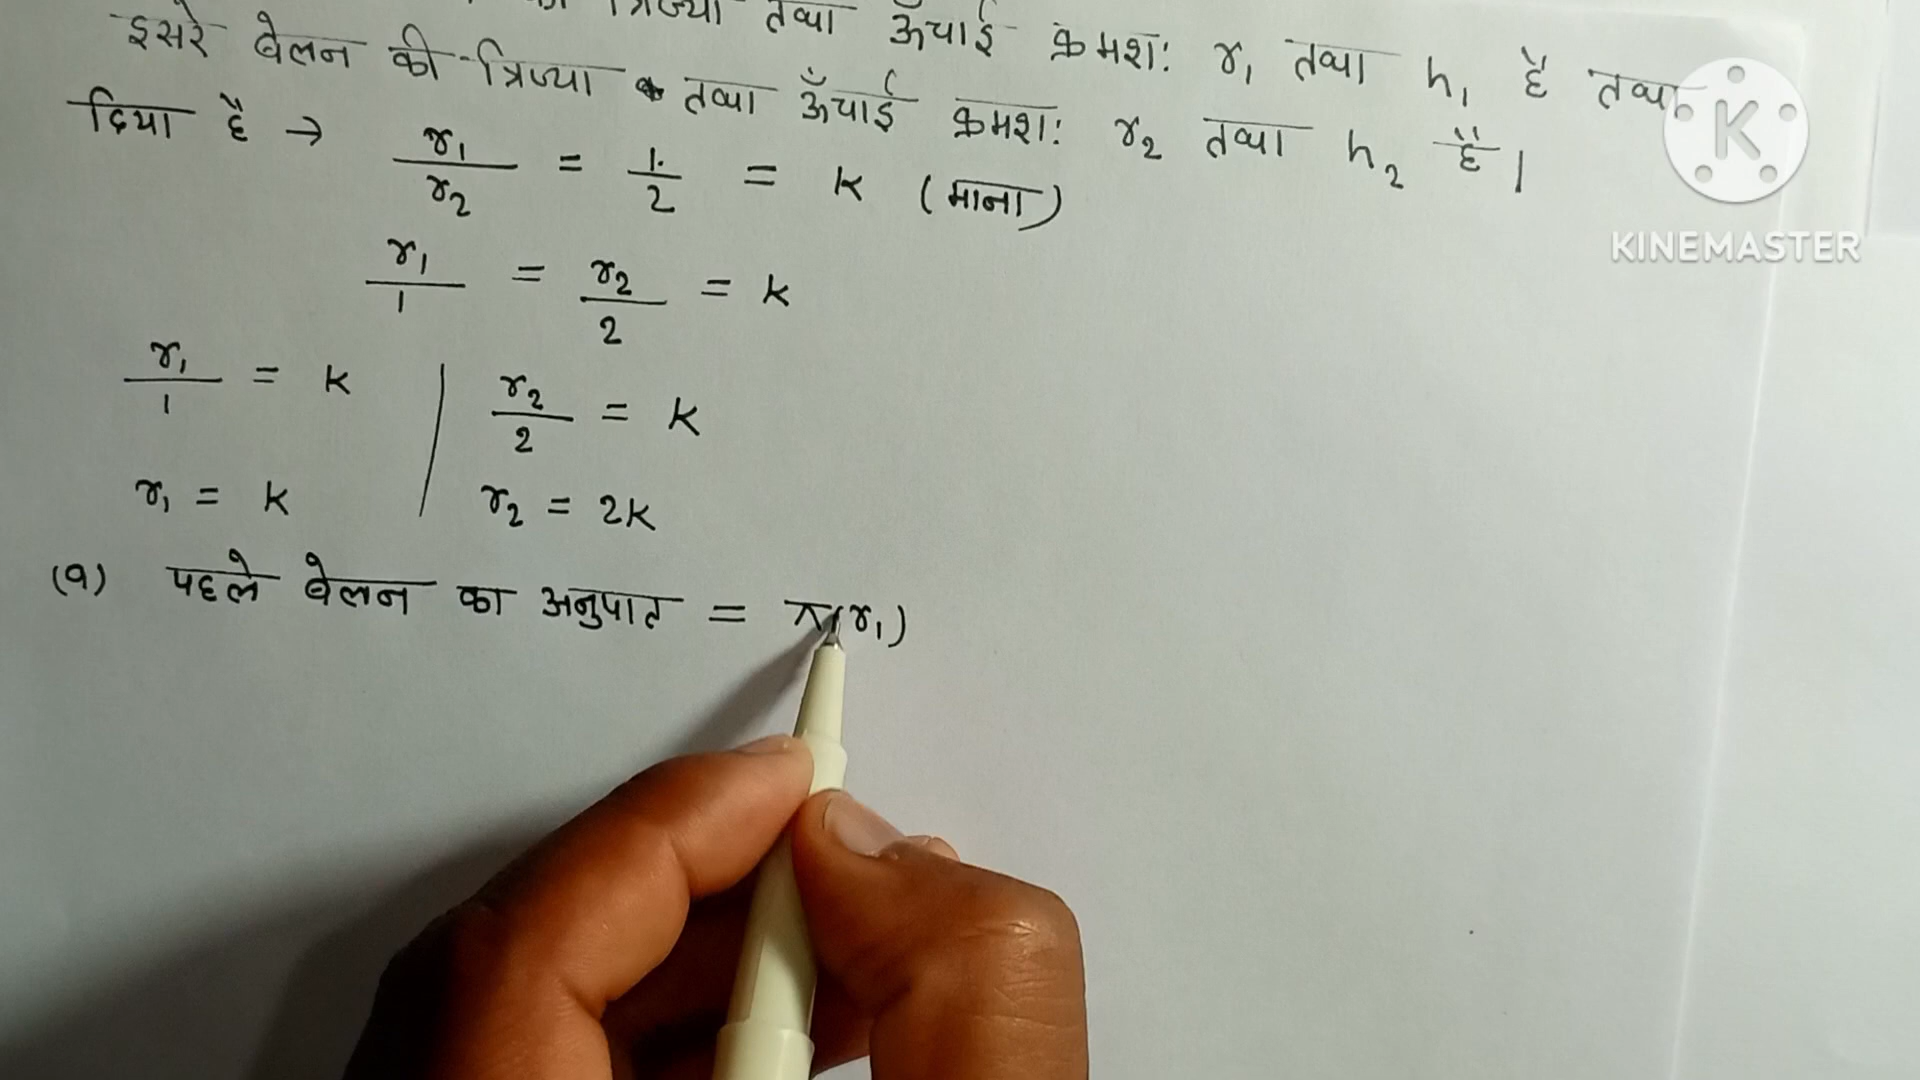 त्रिज्या तथा ऊँचाई क्रमश: r₁ तथा h₁ है तथा
दूसरे बेलन की त्रिज्या तथा ऊँचाई क्रमश: r₂ तथा h₂ है।
दिया है → r₁/r₂ = 1/2 = k (माना)
r₁/1 = r₂/2 = k
r₁/1 = k | r₂/2 = k
r₁ = k | r₂ = 2k
(१) पहले बेलन का अनुपात = π(r₁)
K
KINEMASTER